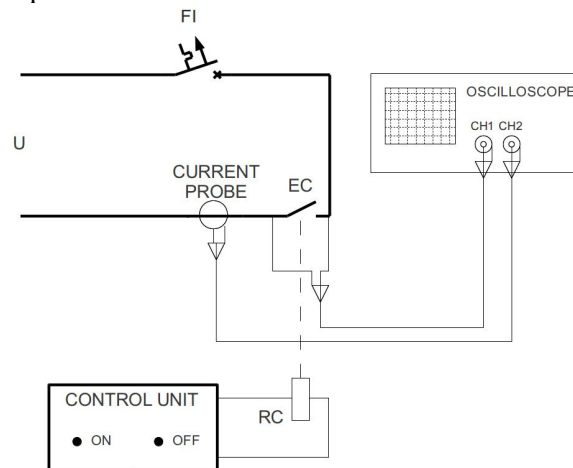 FI
OSCILLOSCOPE
CH1 CH2
U
CURRENT
PROBE
EC
CONTROL UNIT
RC
ON OFF